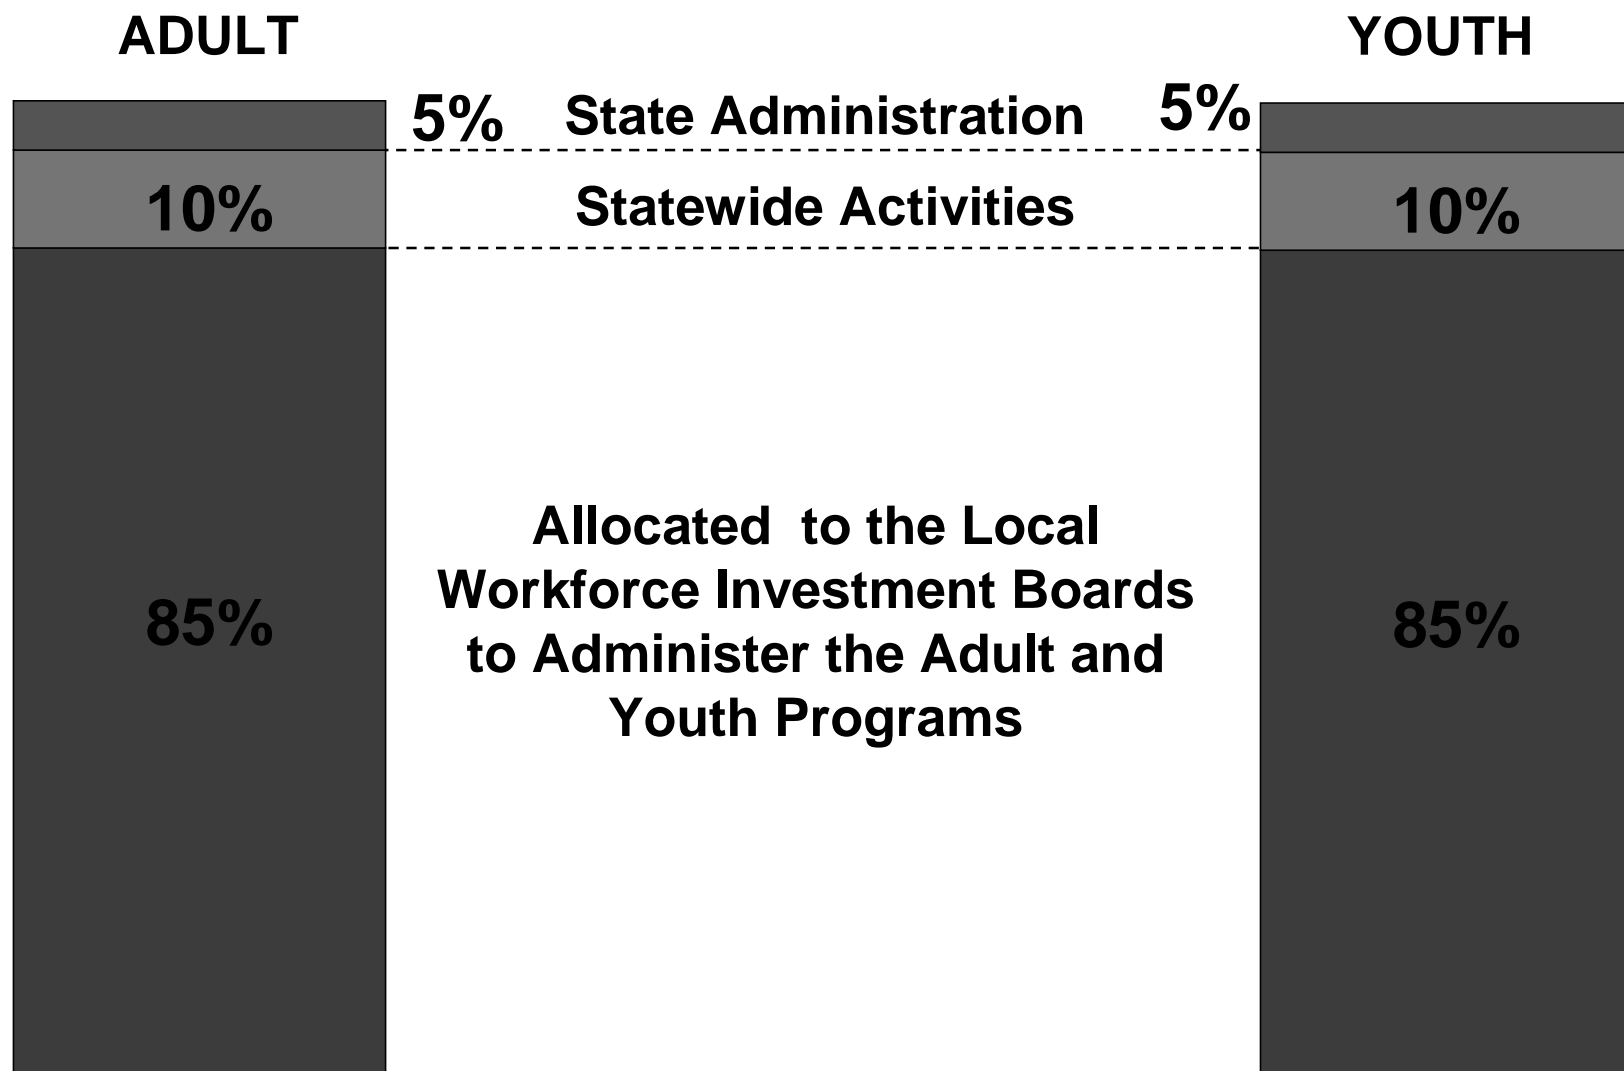 ADULT
YOUTH
5% State Administration 5%
10% Statewide Activities 10%
Allocated to the Local
Workforce Investment Boards
to Administer the Adult and
Youth Programs
85%
85%